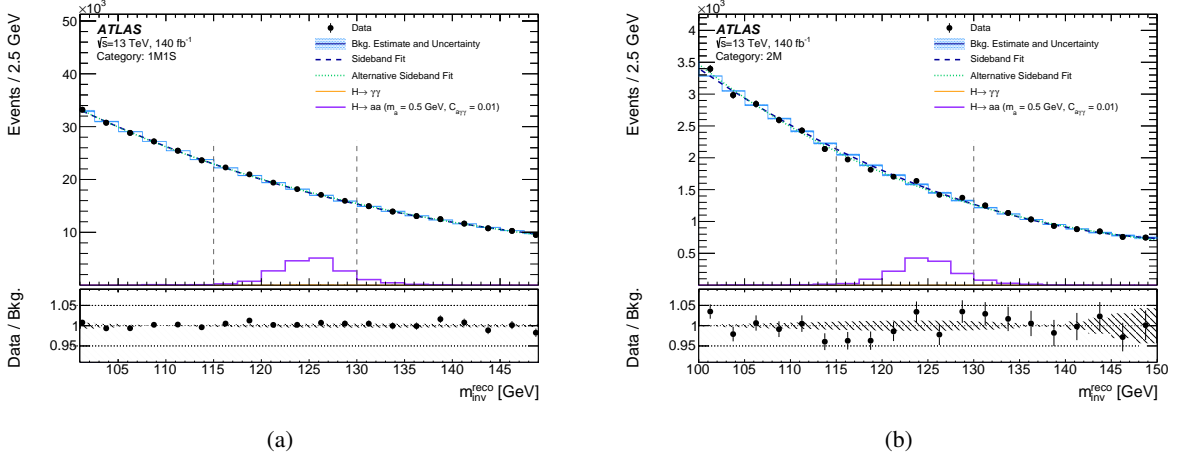 ×10³
Events / 2.5 GeV
50
40
30
20
10
ATLAS
√s=13 TeV, 140 fb⁻¹
Category: 1M1S
Data
Bkg. Estimate and Uncertainty
Sideband Fit
Alternative Sideband Fit
H→ γγ
H→ aa (mₐ = 0.5 GeV, C_aγγ = 0.01)
Data / Bkg.
1.05
1
0.95
105 110 115 120 125 130 135 140 145
m_inv^reco [GeV]
(a)
×10³
Events / 2.5 GeV
4
3.5
3
2.5
2
1.5
1
0.5
ATLAS
√s=13 TeV, 140 fb⁻¹
Category: 2M
Data
Bkg. Estimate and Uncertainty
Sideband Fit
Alternative Sideband Fit
H→ γγ
H→ aa (mₐ = 0.5 GeV, C_aγγ = 0.01)
Data / Bkg.
1.05
1
0.95
100 105 110 115 120 125 130 135 140 145 150
m_inv^reco [GeV]
(b)